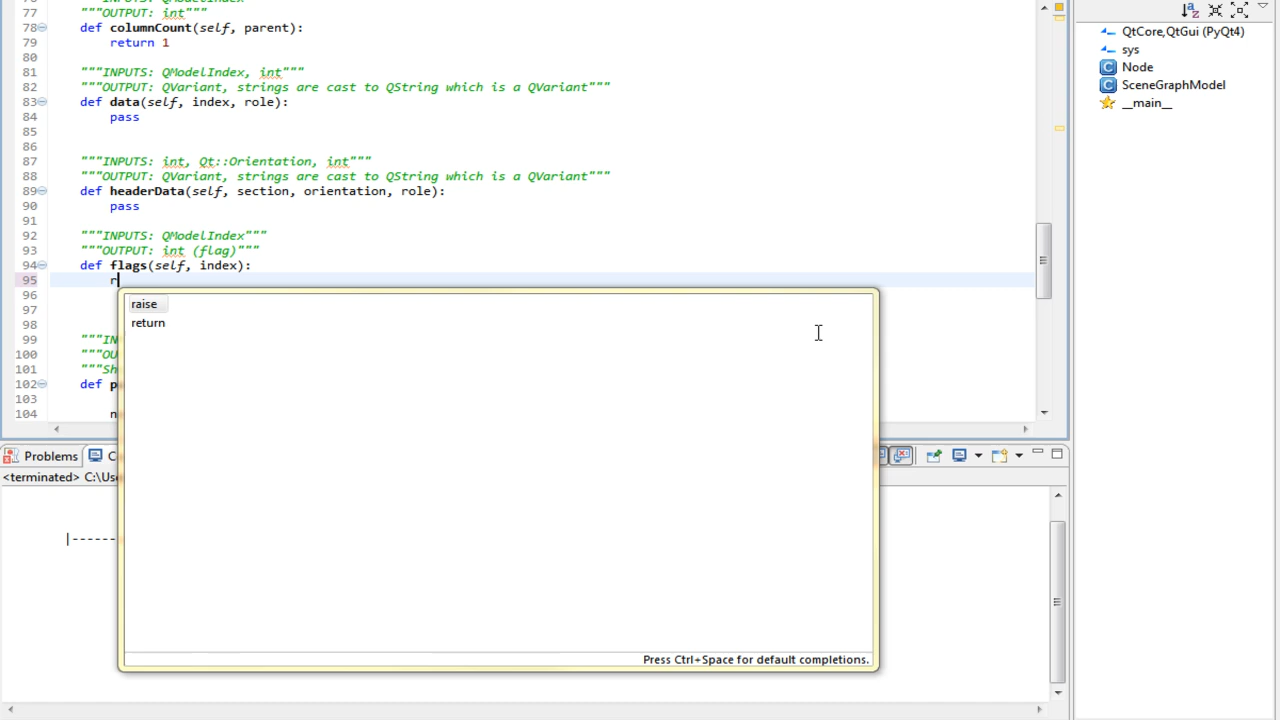 77 """OUTPUT: int"""
78 def columnCount(self, parent):
79 return 1
80
81 """INPUTS: QModelIndex, int"""
82 """OUTPUT: QVariant, strings are cast to QString which is a QVariant"""
83 def data(self, index, role):
84 pass
85
86
87 """INPUTS: int, Qt::Orientation, int"""
88 """OUTPUT: QVariant, strings are cast to QString which is a QVariant"""
89 def headerData(self, section, orientation, role):
90 pass
91
92 """INPUTS: QModelIndex"""
93 """OUTPUT: int (flag)"""
94 def flags(self, index):
95 r
96
97
98
99 """IN
100 """OU
101 """Sh
102 def p
103
104 n
raise
return
Press Ctrl+Space for default completions.
Problems C
<terminated> C:\Use
|------
QtCore,QtGui (PyQt4)
sys
Node
SceneGraphModel
__main__